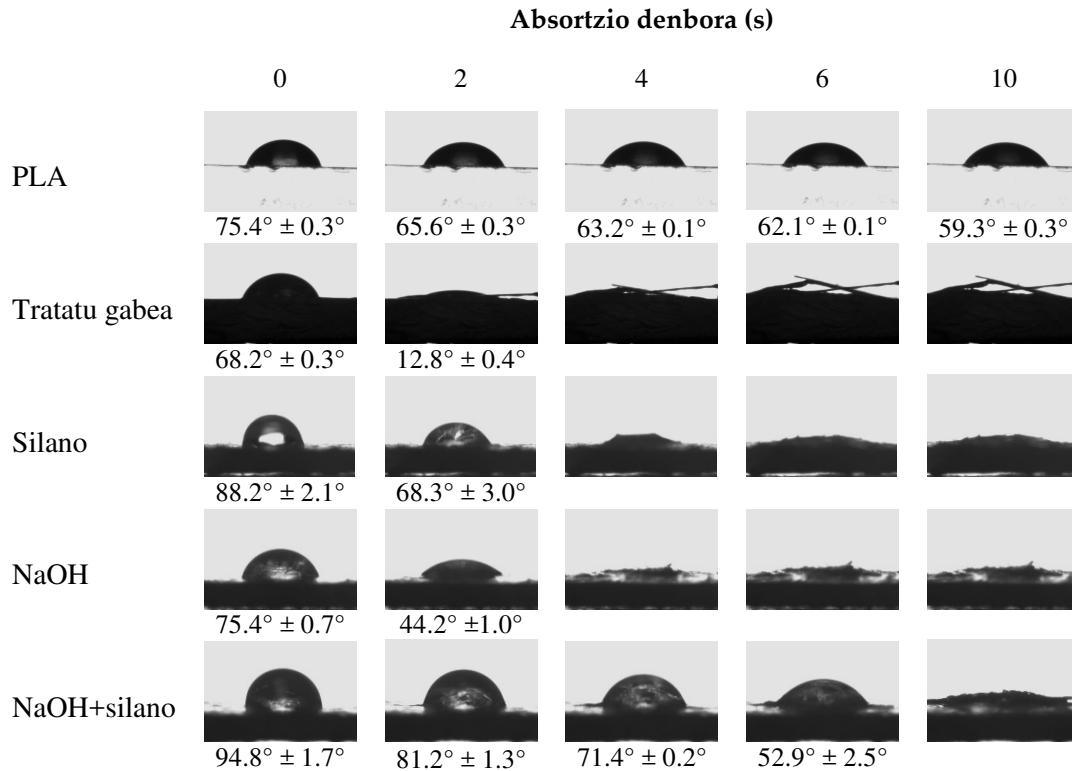 Absortzio denbora (s)
0 2 4 6 10
PLA
75.4° ± 0.3° 65.6° ± 0.3° 63.2° ± 0.1° 62.1° ± 0.1° 59.3° ± 0.3°
Tratatu gabea
68.2° ± 0.3° 12.8° ± 0.4°
Silano
88.2° ± 2.1° 68.3° ± 3.0°
NaOH
75.4° ± 0.7° 44.2° ±1.0°
NaOH+silano
94.8° ± 1.7° 81.2° ± 1.3° 71.4° ± 0.2° 52.9° ± 2.5°